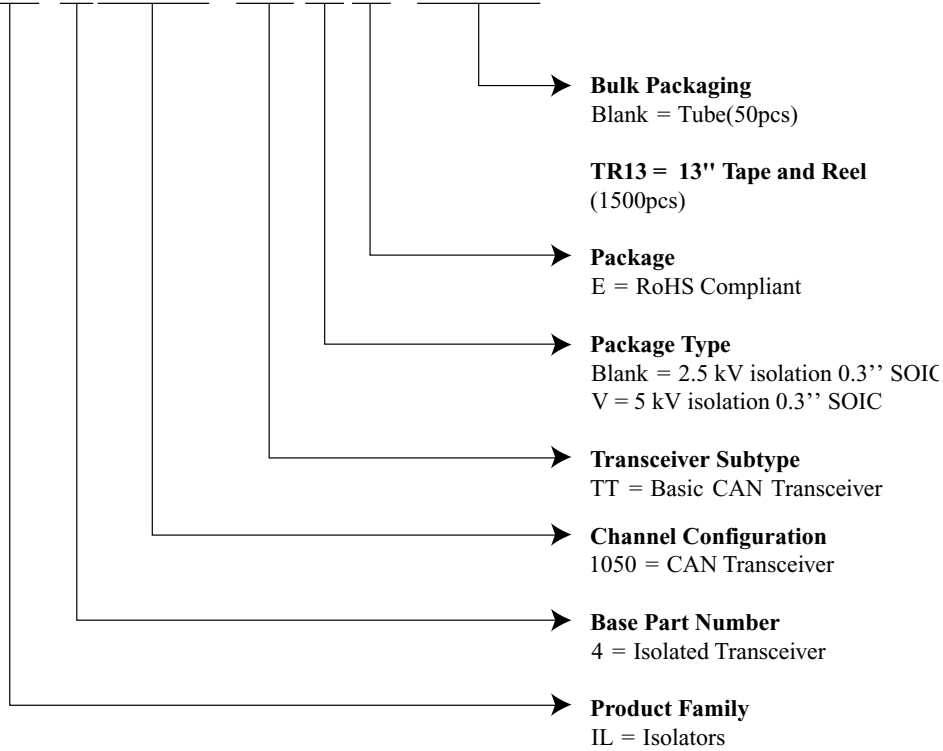 Bulk Packaging
Blank = Tube(50pcs)
TR13 = 13'' Tape and Reel
(1500pcs)
Package
E = RoHS Compliant
Package Type
Blank = 2.5 kV isolation 0.3’’ SOIC
V = 5 kV isolation 0.3’’ SOIC
Transceiver Subtype
TT = Basic CAN Transceiver
Channel Configuration
1050 = CAN Transceiver
Base Part Number
4 = Isolated Transceiver
Product Family
IL = Isolators